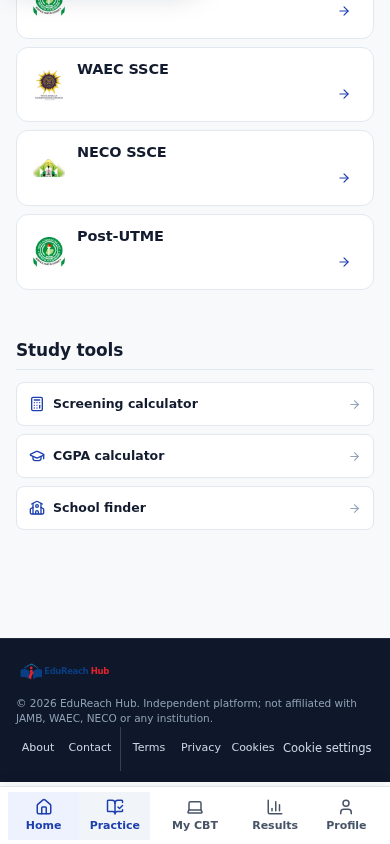 WAEC SSCE
NECO SSCE
Post-UTME
Study tools
Screening calculator
CGPA calculator
School finder
EduReach Hub
© 2026 EduReach Hub. Independent platform; not affiliated with
JAMB, WAEC, NECO or any institution.
About Contact Terms Privacy Cookies Cookie settings
Home Practice My CBT Results Profile